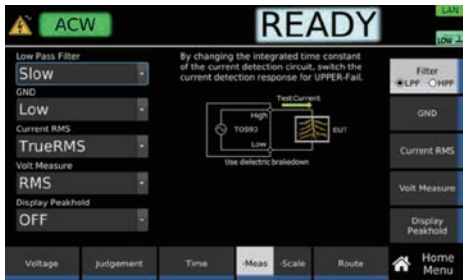 ACW
READY
LAN
LOW
Low Pass Filter
Slow
GND
Low
Current RMS
TrueRMS
Volt Measure
RMS
Display Peakhold
OFF
By changing the integrated time constant
of the current detection circuit, switch the
current detection response for UPPER-Fail.
Test Current
High
TOS93
EUT
Low
Use dielectric brakedown
Filter
LPF HPF
GND
Current RMS
Volt Measure
Display
Peakhold
Voltage Judgement Time -Meas -Scale Route Home
Menu